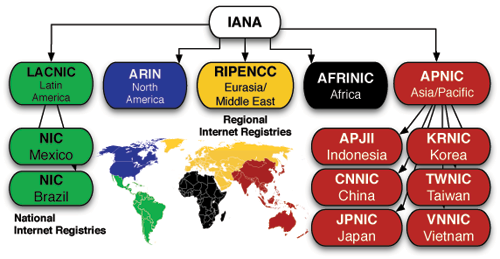 IANA
LACNIC
Latin
America
ARIN
North
America
RIPENCC
Eurasia/
Middle East
AFRINIC
Africa
APNIC
Asia/Pacific
Regional
Internet Registries
NIC
Mexico
NIC
Brazil
National
Internet Registries
APJII
Indonesia
KRNIC
Korea
CNNIC
China
TWNIC
Taiwan
JPNIC
Japan
VNNIC
Vietnam